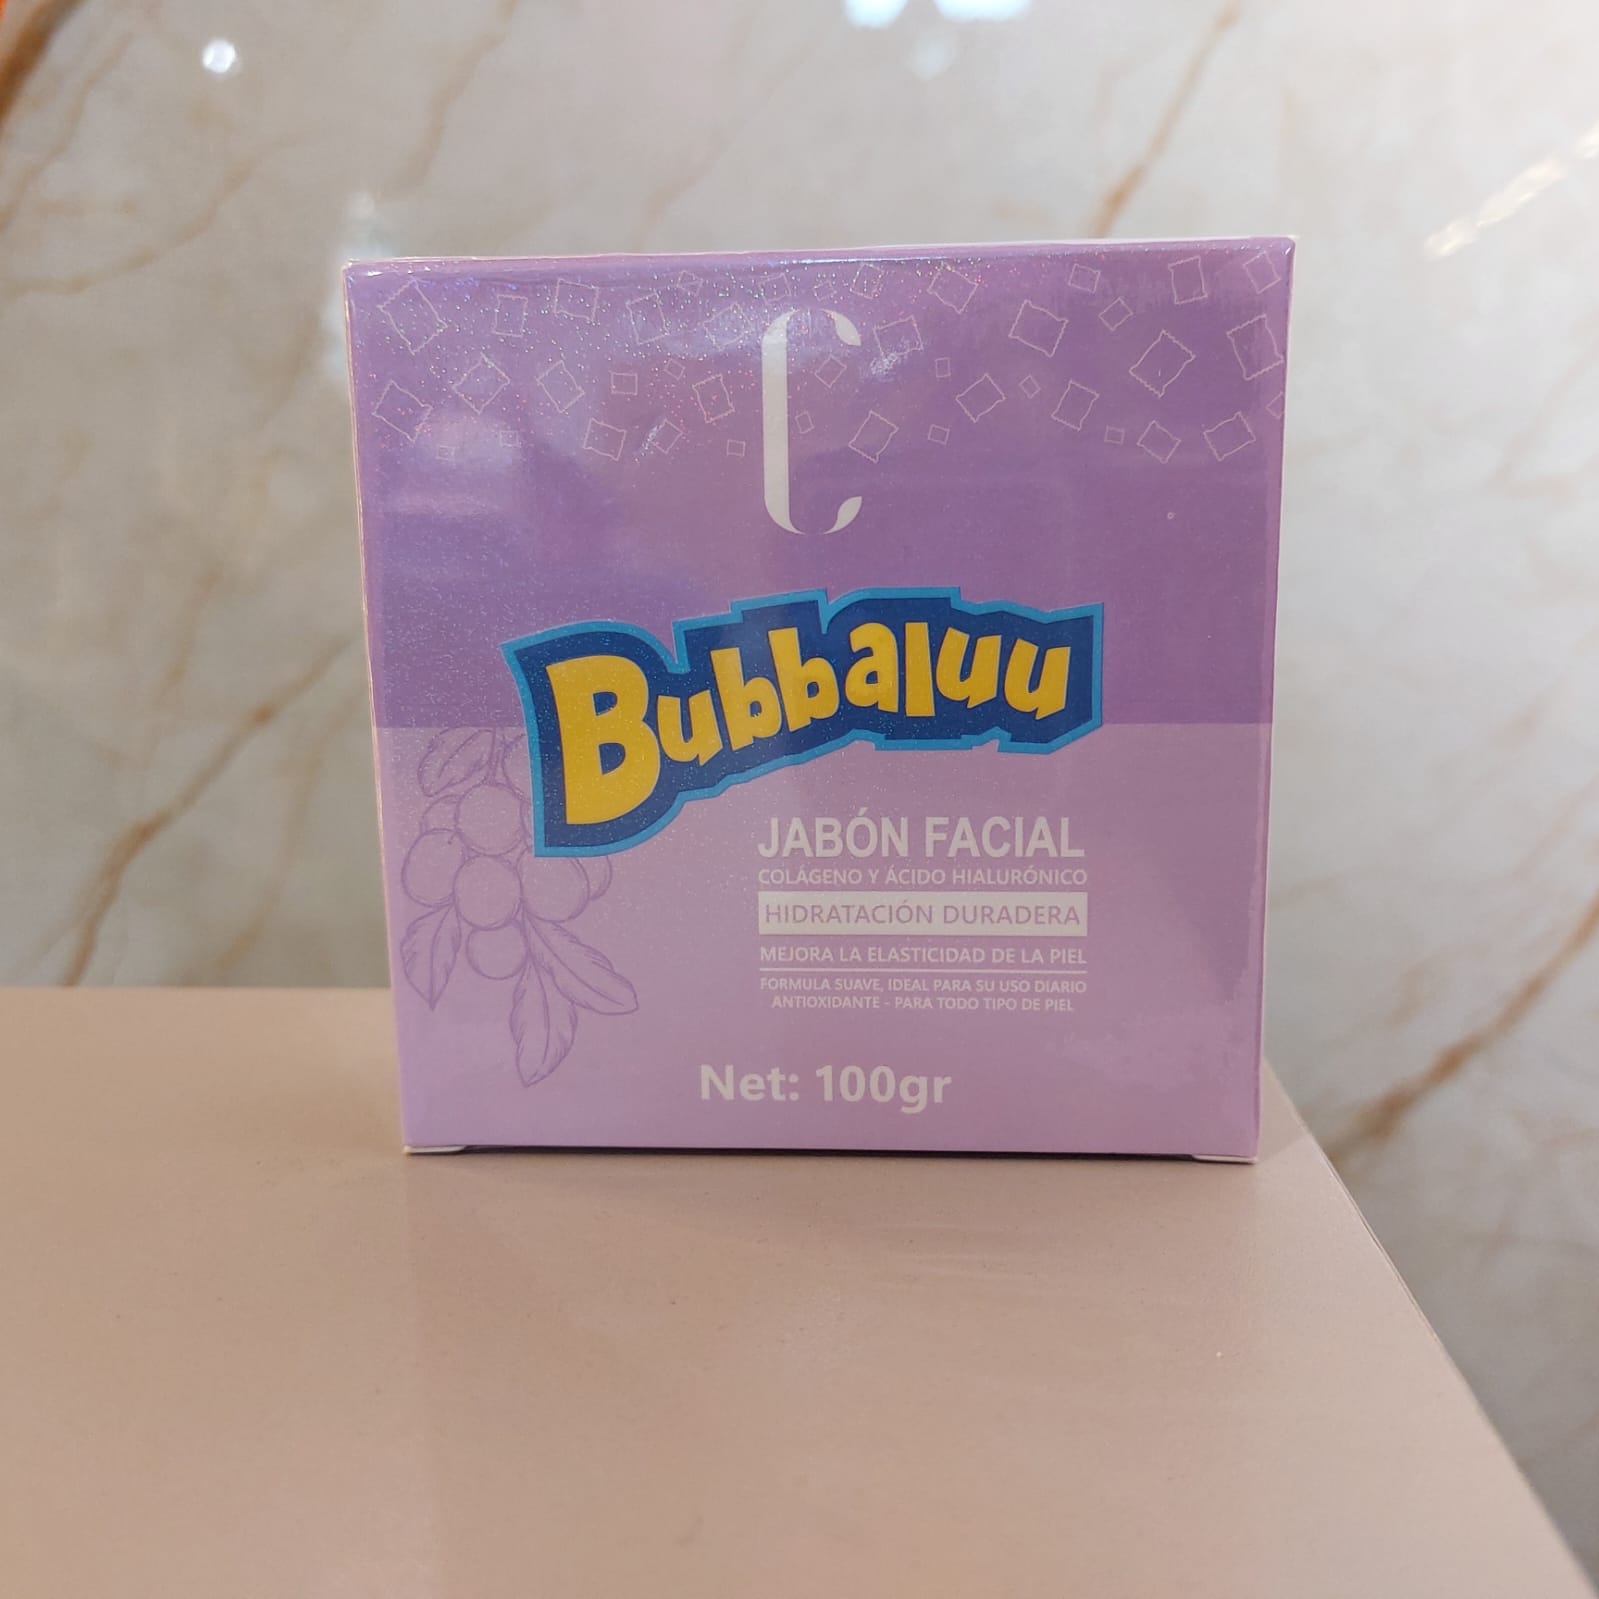 C
Bubbaluu
JABÓN FACIAL
COLÁGENO Y ÁCIDO HIALURÓNICO
HIDRATACIÓN DURADERA
MEJORA LA ELASTICIDAD DE LA PIEL
FORMULA SUAVE, IDEAL PARA SU USO DIARIO
ANTIOXIDANTE - PARA TODO TIPO DE PIEL
Net: 100gr